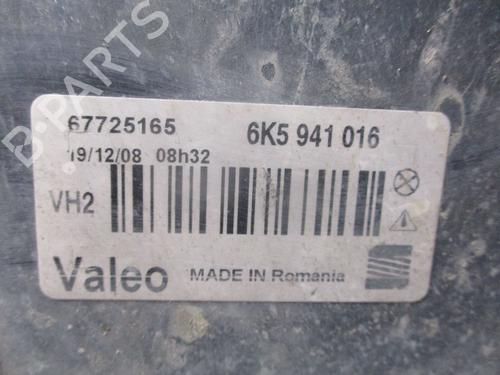 B-PARTS
67725165 6K5 941 016
19/12/08 08h32
VH2
Valeo MADE IN Romania